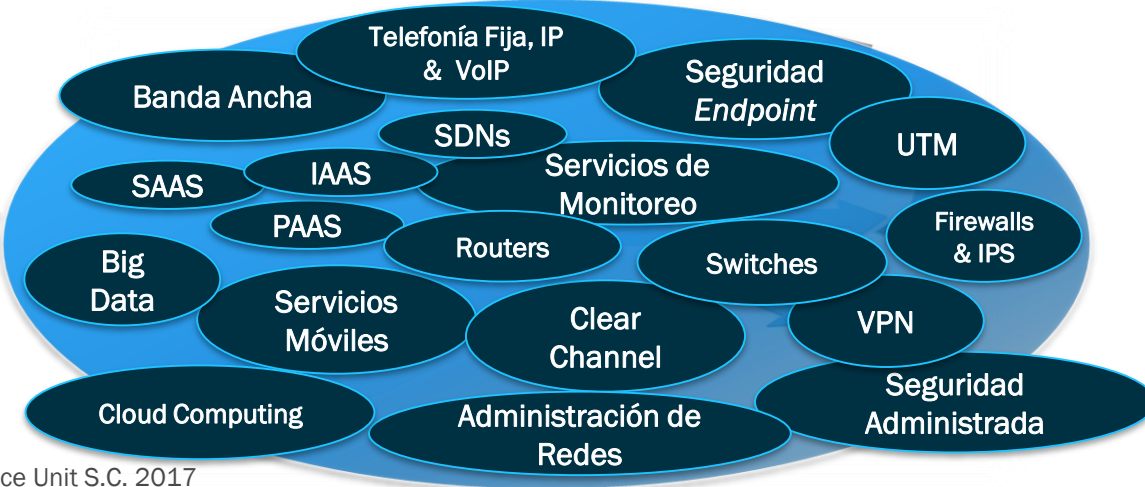 Telefonía Fija, IP
& VoIP
Banda Ancha
Seguridad
Endpoint
SDNs
UTM
SAAS
IAAS
Servicios de
Monitoreo
PAAS
Routers
Switches
Firewalls
& IPS
Big
Data
Servicios
Móviles
Clear
Channel
VPN
Cloud Computing
Administración de
Redes
Seguridad
Administrada
ce Unit S.C. 2017